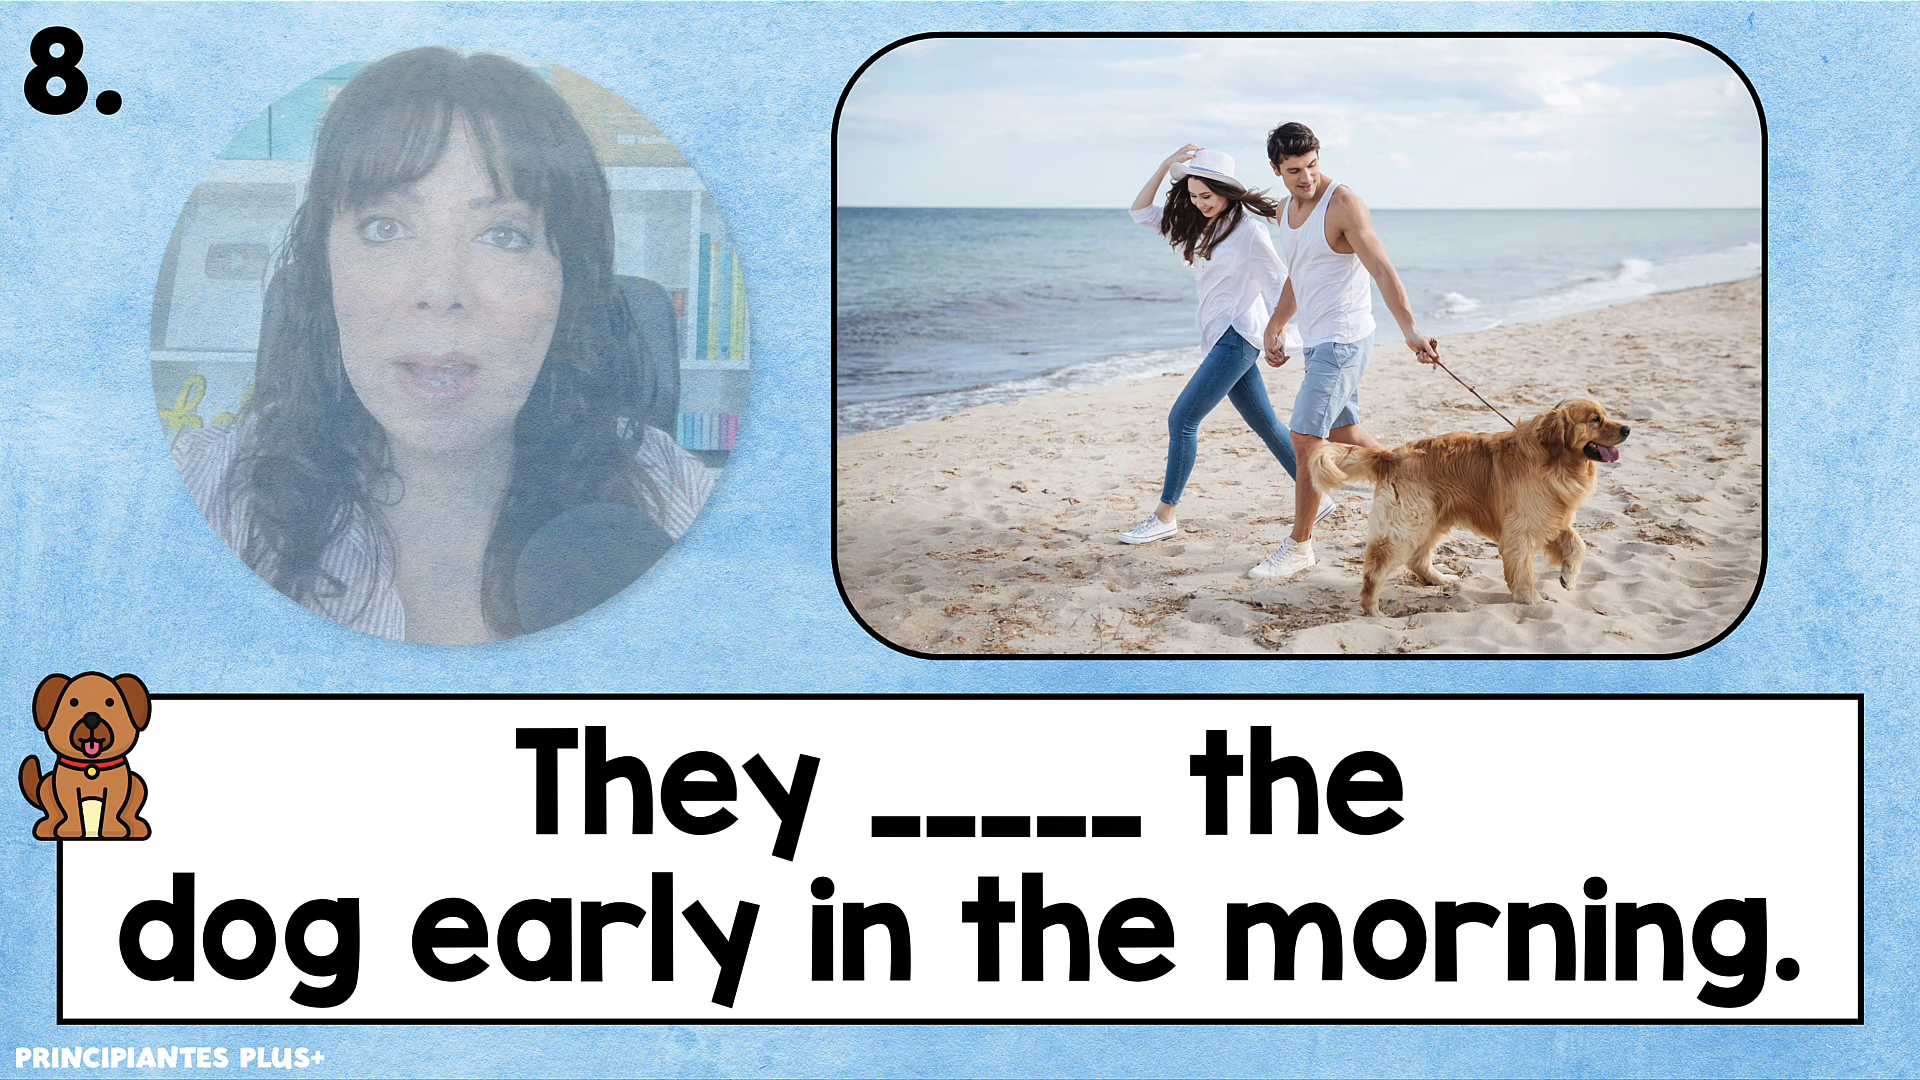 8.
They _____ the
dog early in the morning.
PRINCIPIANTES PLUS+